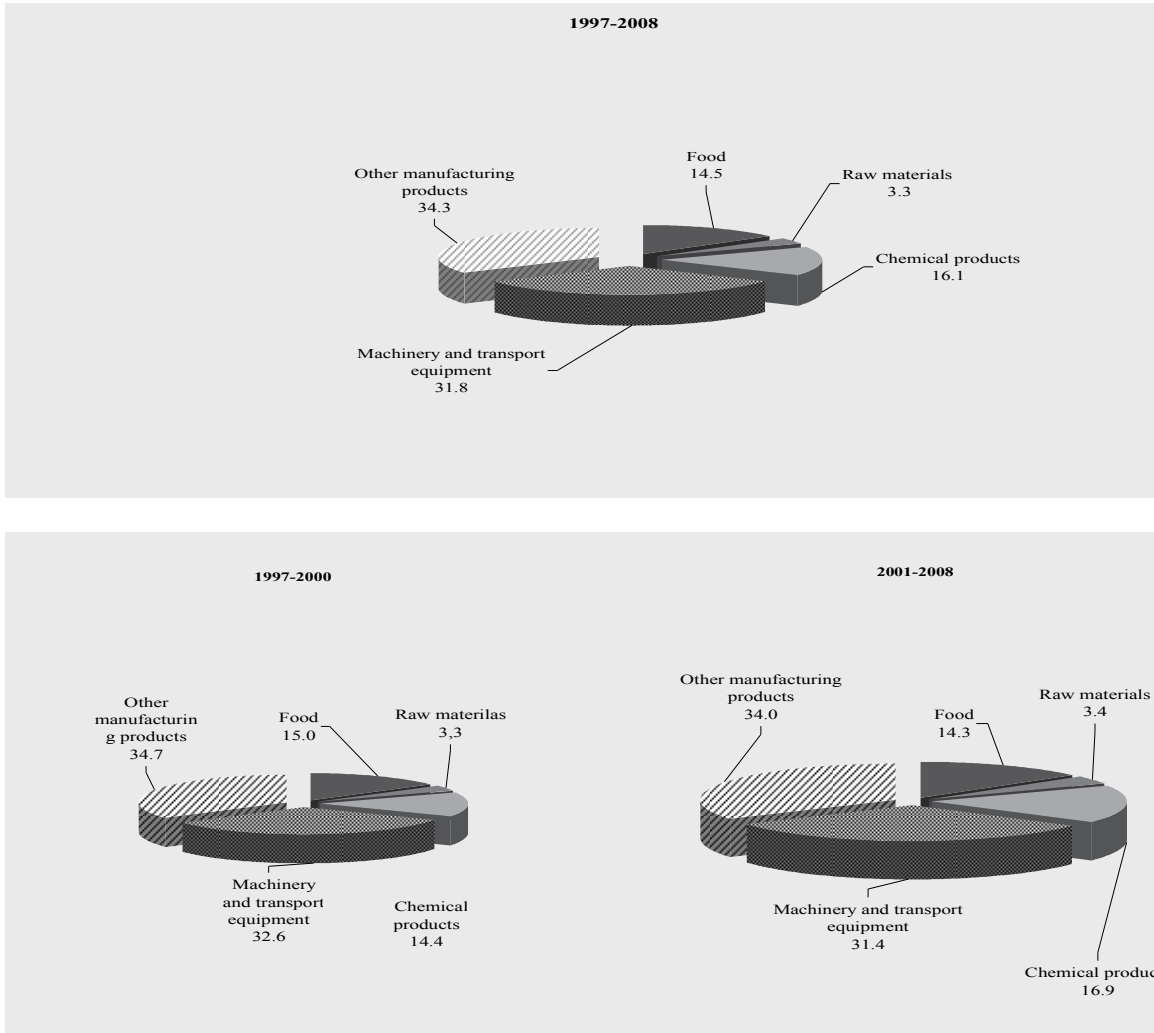 1997-2008
Food
14.5
Other manufacturing
products
34.3
Raw materials
3.3
Chemical products
16.1
Machinery and transport
equipment
31.8
1997-2000
Other
manufacturin
g products
34.7
Food
15.0
Raw materilas
3,3
Machinery
and transport
equipment
32.6
Chemical
products
14.4
2001-2008
Other manufacturing
products
34.0
Food
14.3
Raw materials
3.4
Machinery and transport
equipment
31.4
Chemical produc
16.9